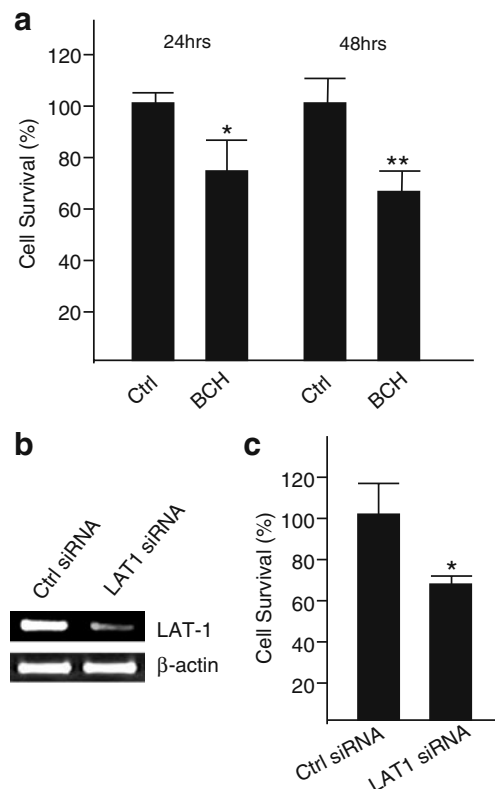 a
24hrs
48hrs
Cell Survival (%)
120
100
80
60
40
20
*
**
Ctrl
BCH
Ctrl
BCH
b
Ctrl siRNA
LAT1 siRNA
LAT-1
β-actin
c
Cell Survival (%)
120
100
80
60
40
20
*
Ctrl siRNA
LAT1 siRNA